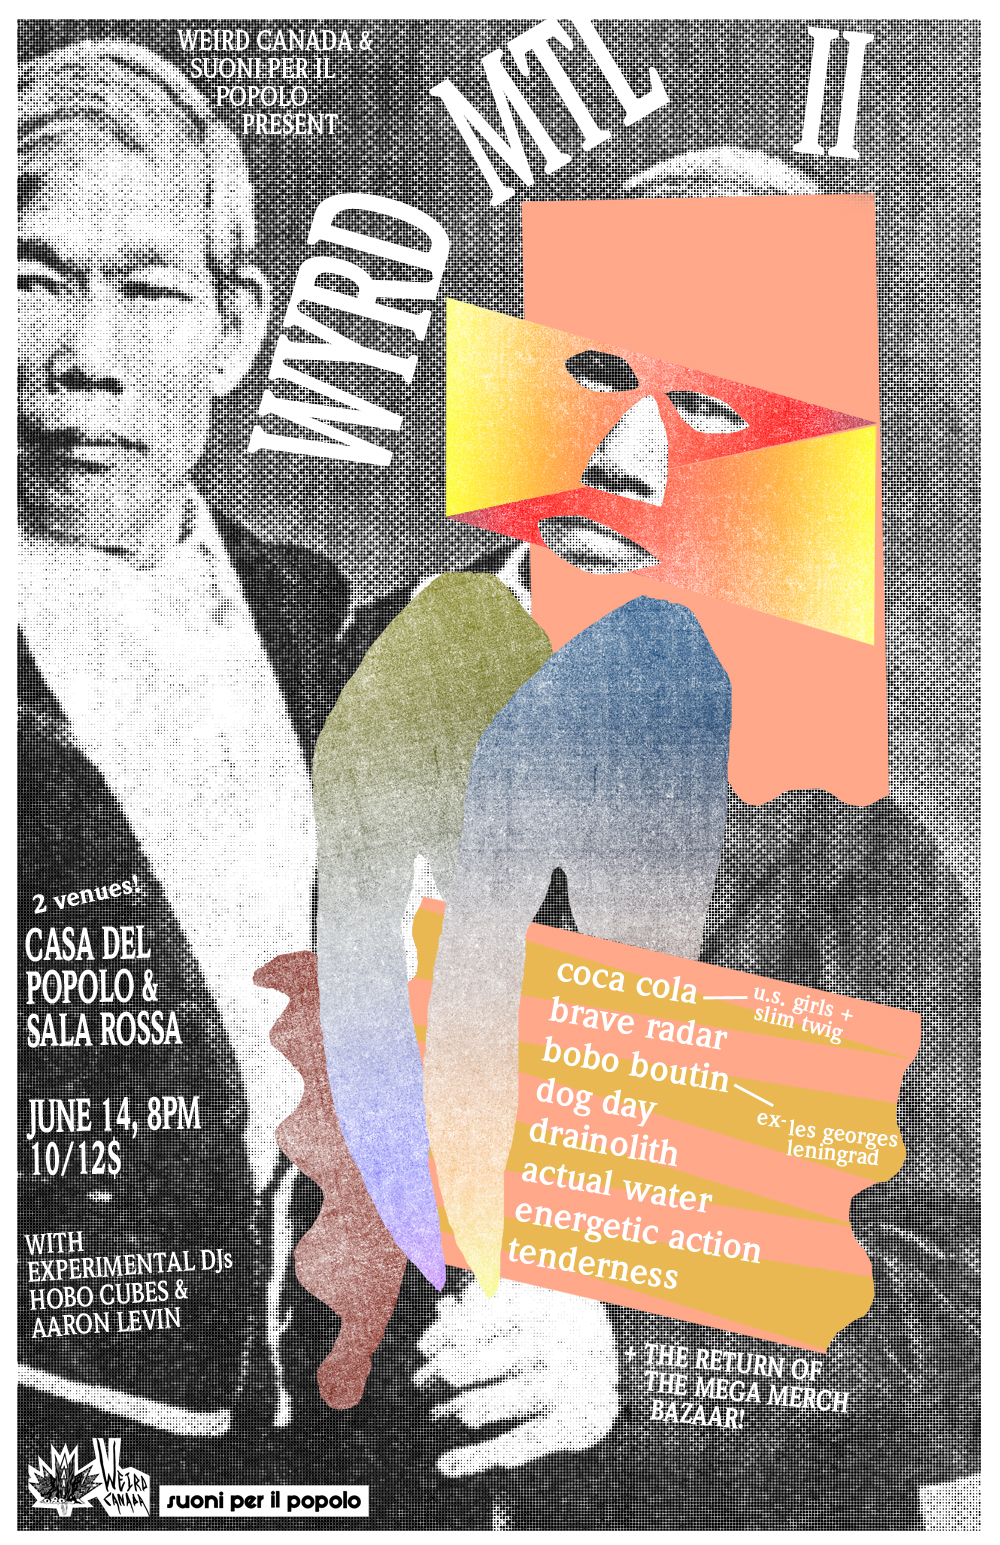 WEIRD CANADA &
SUONI PER IL
POPOLO
PRESENT
WYRD MTL II
2 venues!
CASA DEL
POPOLO &
SALA ROSSA
JUNE 14, 8PM
10/12$
WITH
EXPERIMENTAL DJs
HOBO CUBES &
AARON LEVIN
coca cola — u.s. girls +
slim twig
brave radar
bobo boutin — ex-les georges
leningrad
dog day
drainolith
actual water
energetic action
tenderness
+ THE RETURN OF
THE MEGA MERCH
BAZAAR!
WEIRD
CANADA
suoni per il popolo